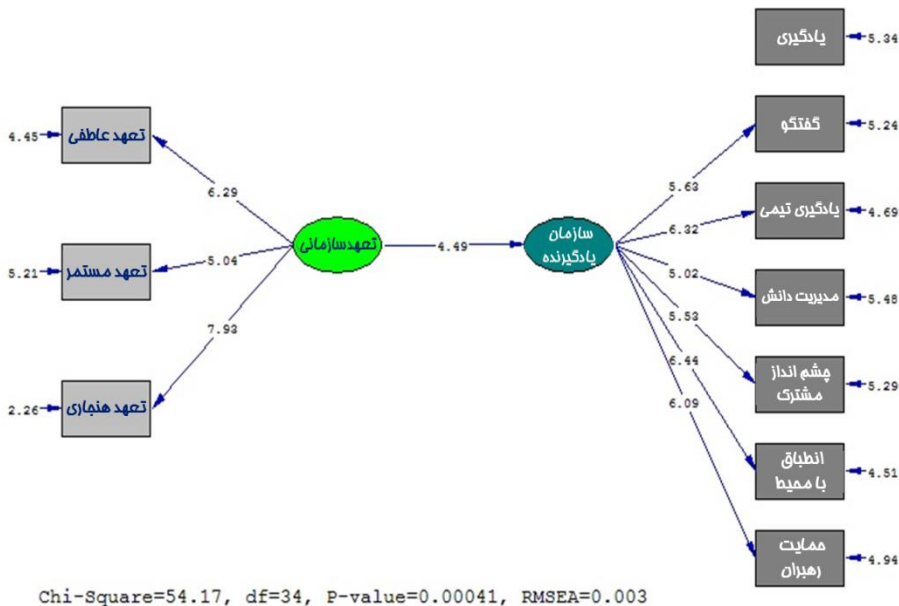 یادگیری
5.34
گفتگو
5.24
یادگیری تیمی
4.69
مدیریت دانش
5.48
چشم انداز
مشترک
5.29
انطباق
با محیط
4.51
حمایت
رهبران
4.94
5.63
6.32
5.02
5.53
6.44
6.09
سازمان
یادگیرنده
4.49
تعهدسازمانی
6.29
5.04
7.93
تعهد عاطفی
4.45
تعهد مستمر
5.21
تعهد هنجاری
2.26
Chi-Square=54.17, df=34, P-value=0.00041, RMSEA=0.003